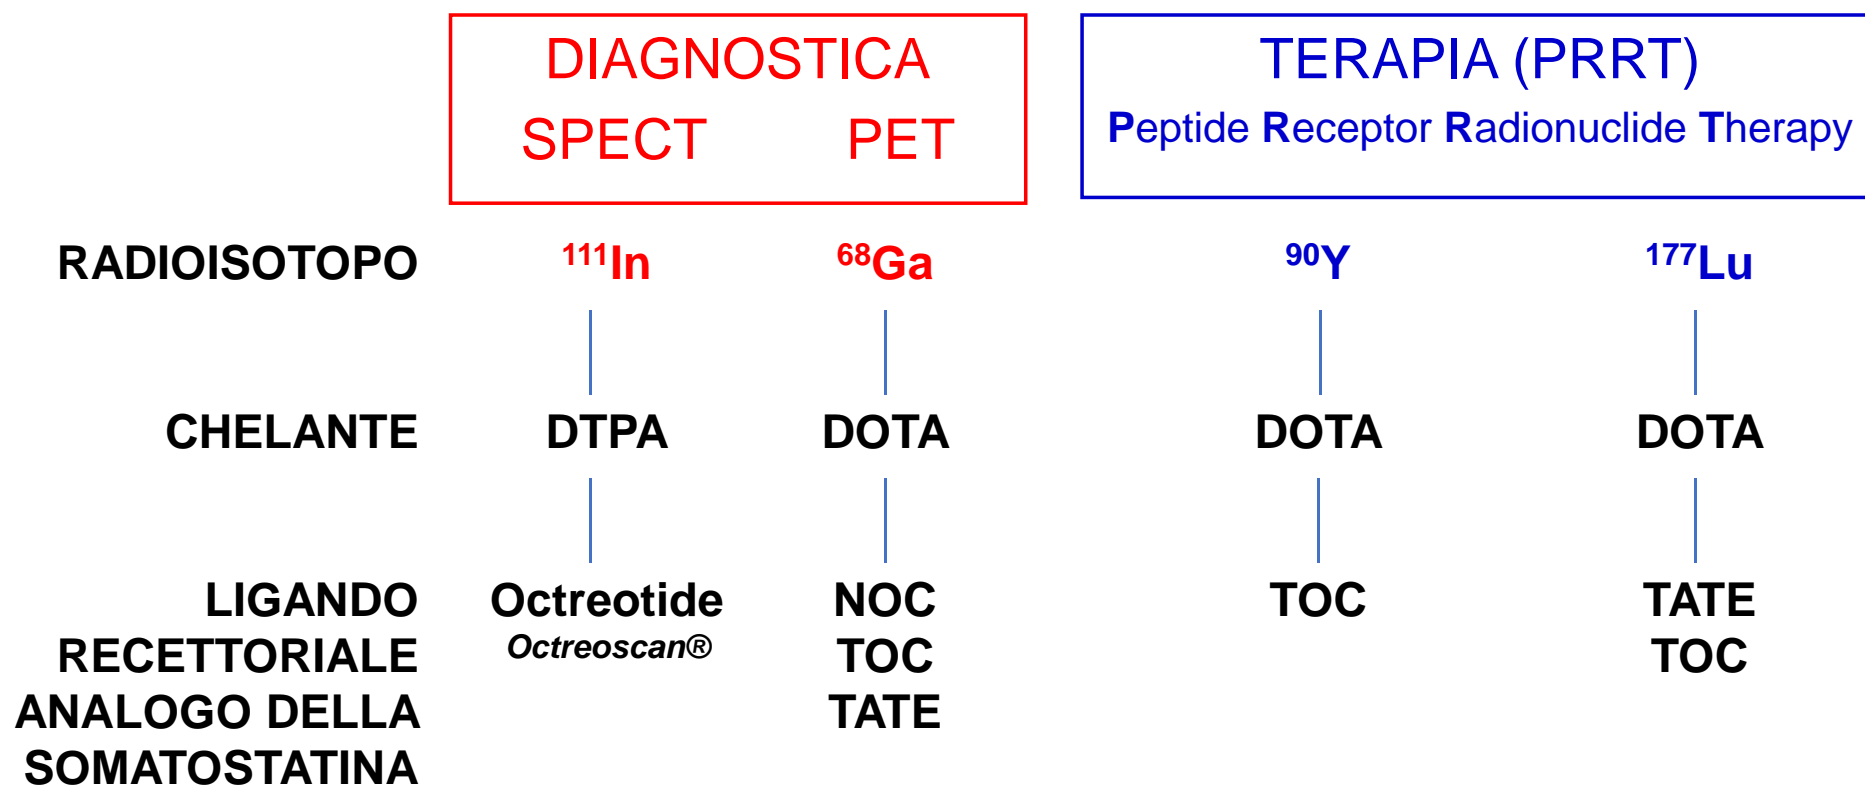 DIAGNOSTICA
SPECT PET
TERAPIA (PRRT)
Peptide Receptor Radionuclide Therapy
RADIOISOTOPO ¹¹¹In ⁶⁸Ga ⁹⁰Y ¹⁷⁷Lu
CHELANTE DTPA DOTA DOTA DOTA
LIGANDO Octreotide NOC TOC TATE
RECETTORIALE Octreoscan® TOC TOC
ANALOGO DELLA TATE
SOMATOSTATINA